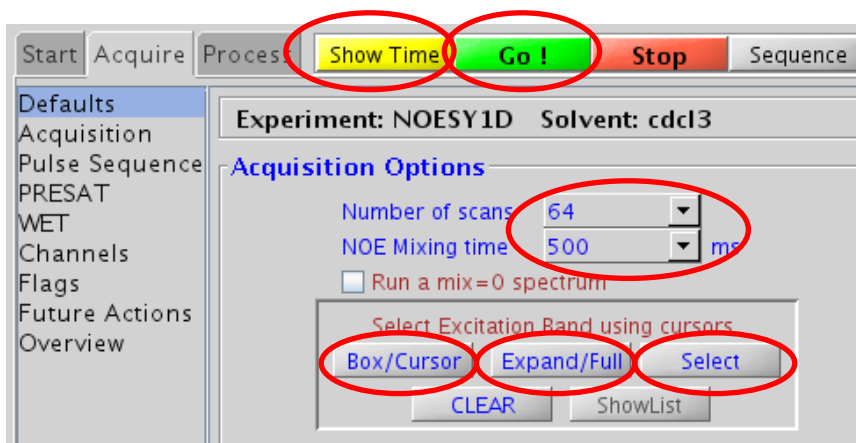 Start Acquire Process Show Time Go ! Stop Sequence
Defaults
Acquisition
Pulse Sequence
PRESAT
WET
Channels
Flags
Future Actions
Overview
Experiment: NOESY1D Solvent: cdcl3
Acquisition Options
Number of scans 64
NOE Mixing time 500 ms
Run a mix=0 spectrum
Select Excitation Band using cursors
Box/Cursor Expand/Full Select
CLEAR ShowList